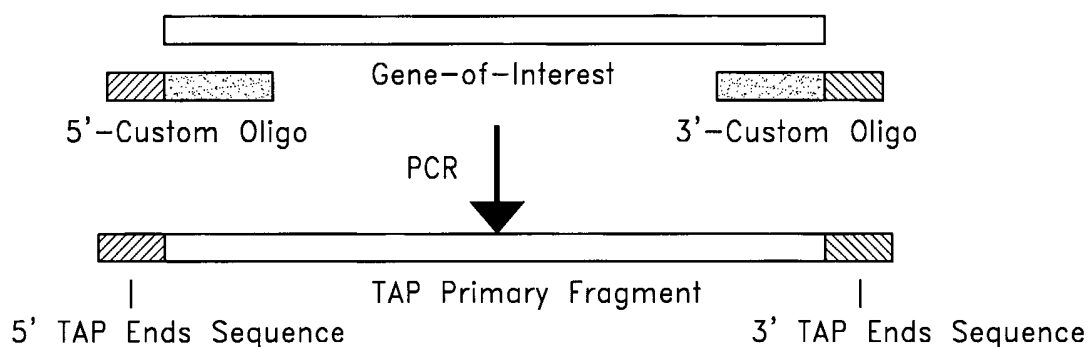 Gene-of-Interest
5'-Custom Oligo
3'-Custom Oligo
PCR
TAP Primary Fragment
5' TAP Ends Sequence
3' TAP Ends Sequence